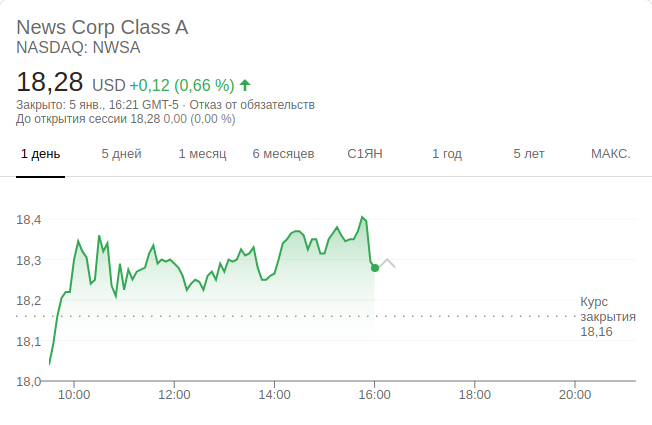 News Corp Class A
NASDAQ: NWSA
18,28 USD +0,12 (0,66 %)
Закрыто: 5 янв., 16:21 GMT-5 · Отказ от обязательств
До открытия сессии 18,28 0,00 (0,00 %)
1 день 5 дней 1 месяц 6 месяцев С1ЯН 1 год 5 лет МАКС.
18,4
18,3
18,2
Курс
закрытия
18,16
18,1
18,0
10:00 12:00 14:00 16:00 18:00 20:00